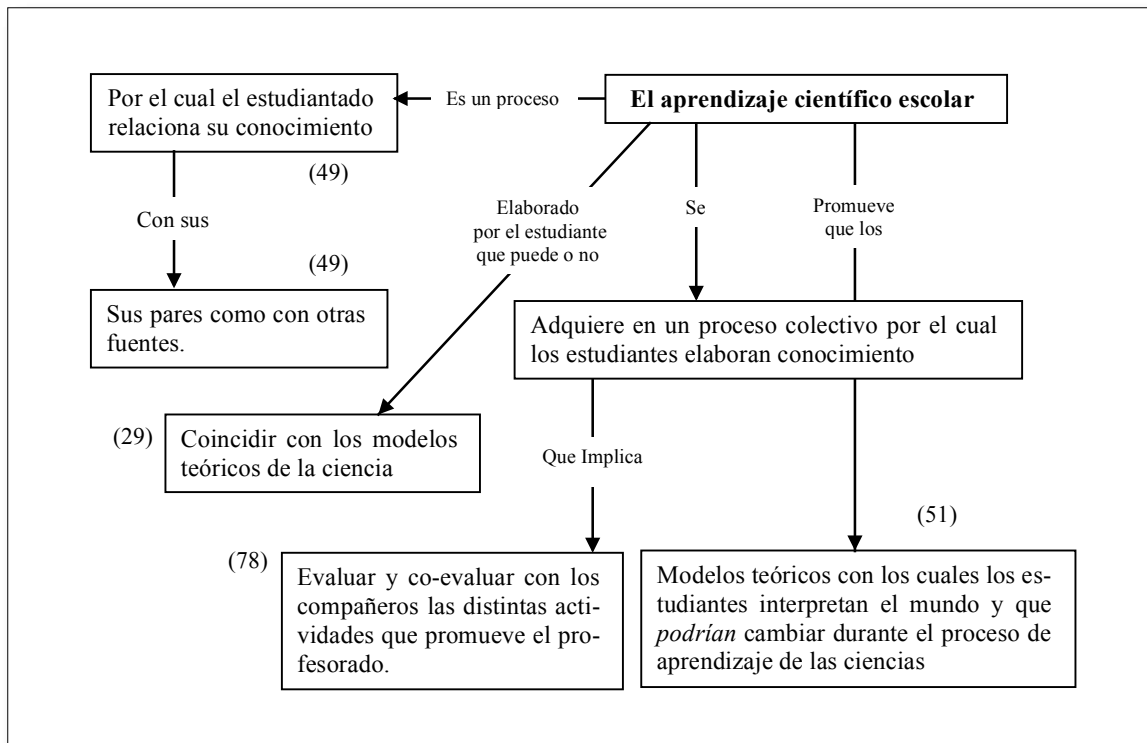 Por el cual el estudiantado
relaciona su conocimiento
Es un proceso
El aprendizaje científico escolar
(49)
Con sus
Elaborado
por el estudiante
que puede o no
Se
Promueve
que los
(49)
Sus pares como con otras
fuentes.
Adquiere en un proceso colectivo por el cual
los estudiantes elaboran conocimiento
(29)
Coincidir con los modelos
teóricos de la ciencia
Que Implica
(51)
(78)
Evaluar y co-evaluar con los
compañeros las distintas acti-
vidades que promueve el pro-
fesorado.
Modelos teóricos con los cuales los es-
tudiantes interpretan el mundo y que
podrían cambiar durante el proceso de
aprendizaje de las ciencias